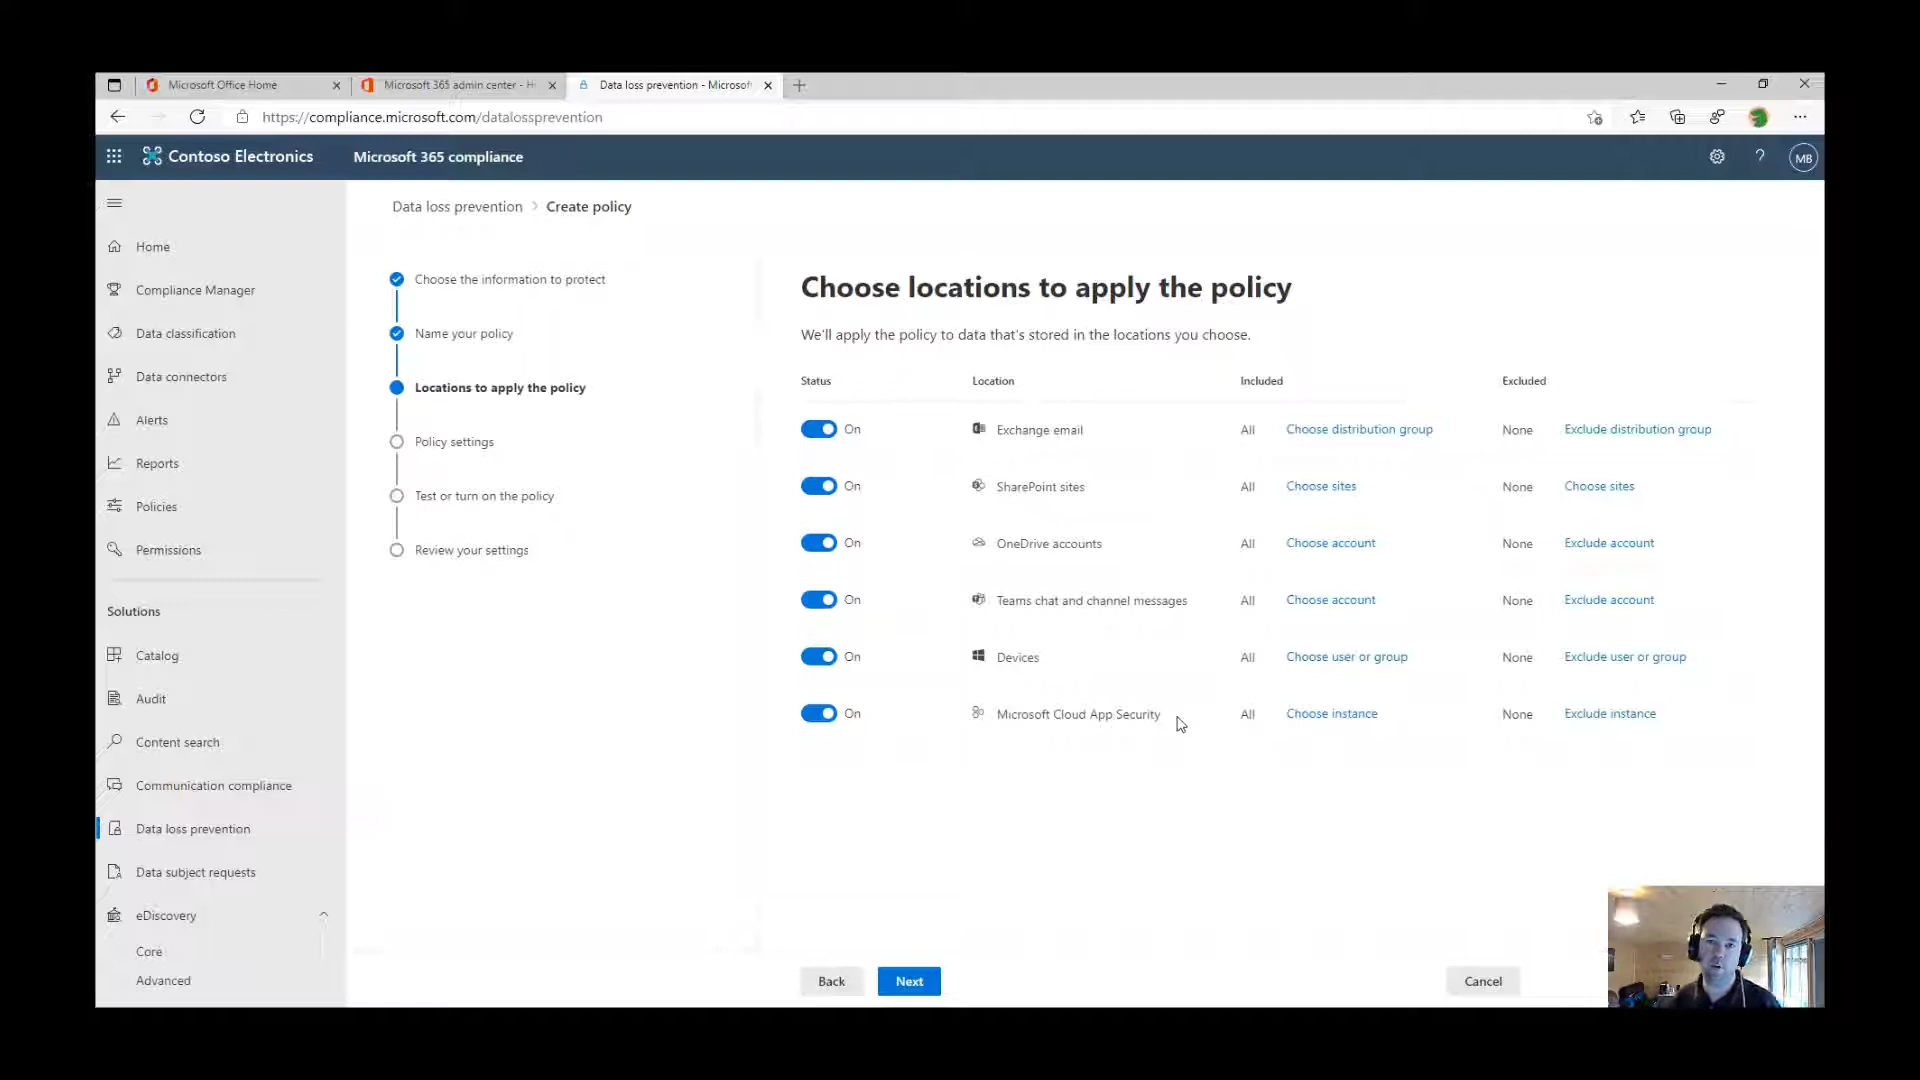 Microsoft Office Home
Microsoft 365 admin center - H
Data loss prevention - Microsof
https://compliance.microsoft.com/datalossprevention
Contoso Electronics
Microsoft 365 compliance
MB
Data loss prevention > Create policy
Home
Compliance Manager
Data classification
Data connectors
Alerts
Reports
Policies
Permissions
Solutions
Catalog
Audit
Content search
Communication compliance
Data loss prevention
Data subject requests
eDiscovery
Core
Advanced
Choose the information to protect
Name your policy
Locations to apply the policy
Policy settings
Test or turn on the policy
Review your settings
Choose locations to apply the policy
We'll apply the policy to data that's stored in the locations you choose.
Status Location Included Excluded
On Exchange email All Choose distribution group None Exclude distribution group
On SharePoint sites All Choose sites None Choose sites
On OneDrive accounts All Choose account None Exclude account
On Teams chat and channel messages All Choose account None Exclude account
On Devices All Choose user or group None Exclude user or group
On Microsoft Cloud App Security All Choose instance None Exclude instance
Back Next Cancel